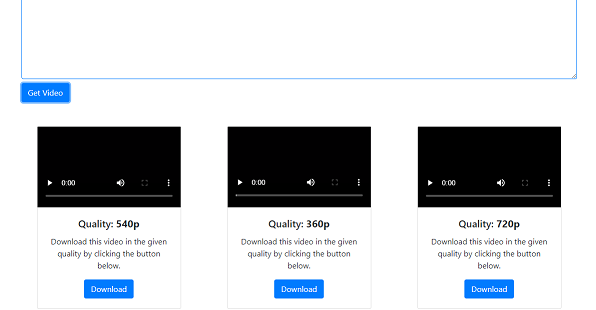 Get Video
0:00
0:00
0:00
Quality: 540p
Download this video in the given
quality by clicking the button
below.
Download
Quality: 360p
Download this video in the given
quality by clicking the button
below.
Download
Quality: 720p
Download this video in the given
quality by clicking the button
below.
Download